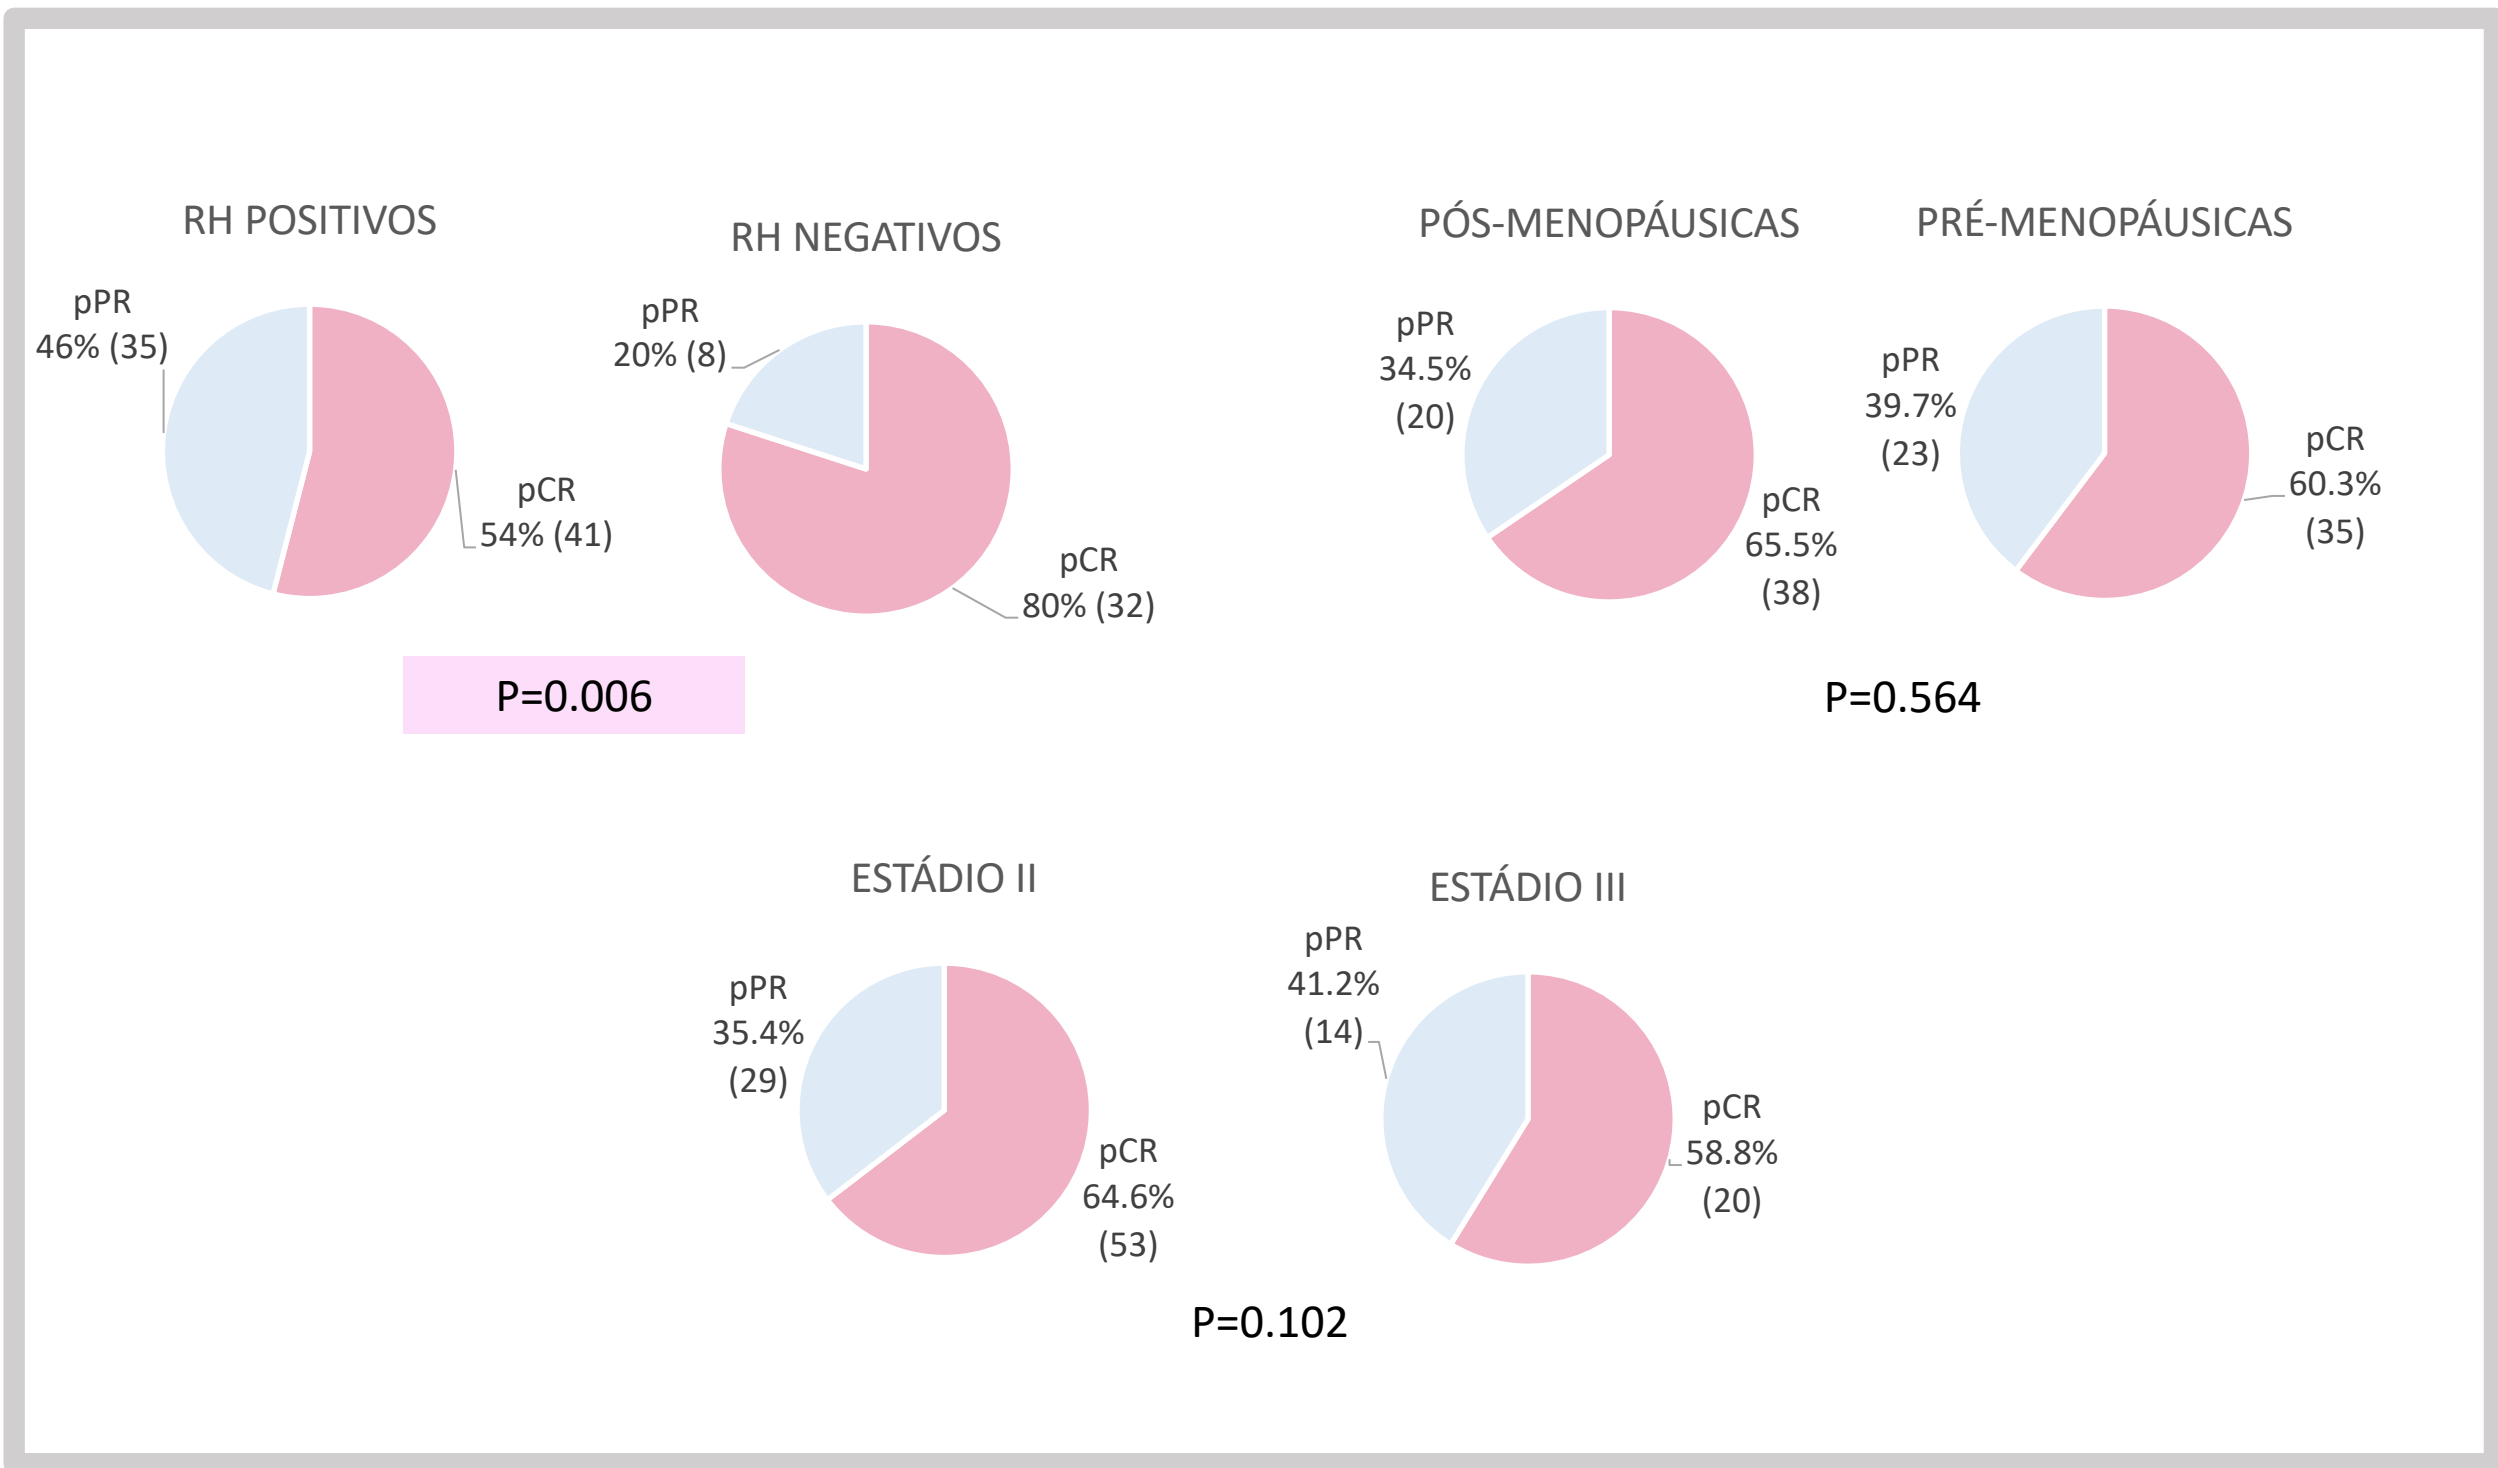 RH POSITIVOS
pPR
46% (35)
pCR
54% (41)
RH NEGATIVOS
pPR
20% (8)
pCR
80% (32)
P=0.006
PÓS-MENOPÁUSICAS
pPR
34.5%
(20)
pCR
65.5%
(38)
PRÉ-MENOPÁUSICAS
pPR
39.7%
(23)
pCR
60.3%
(35)
P=0.564
ESTÁDIO II
pPR
35.4%
(29)
pCR
64.6%
(53)
ESTÁDIO III
pPR
41.2%
(14)
pCR
58.8%
(20)
P=0.102